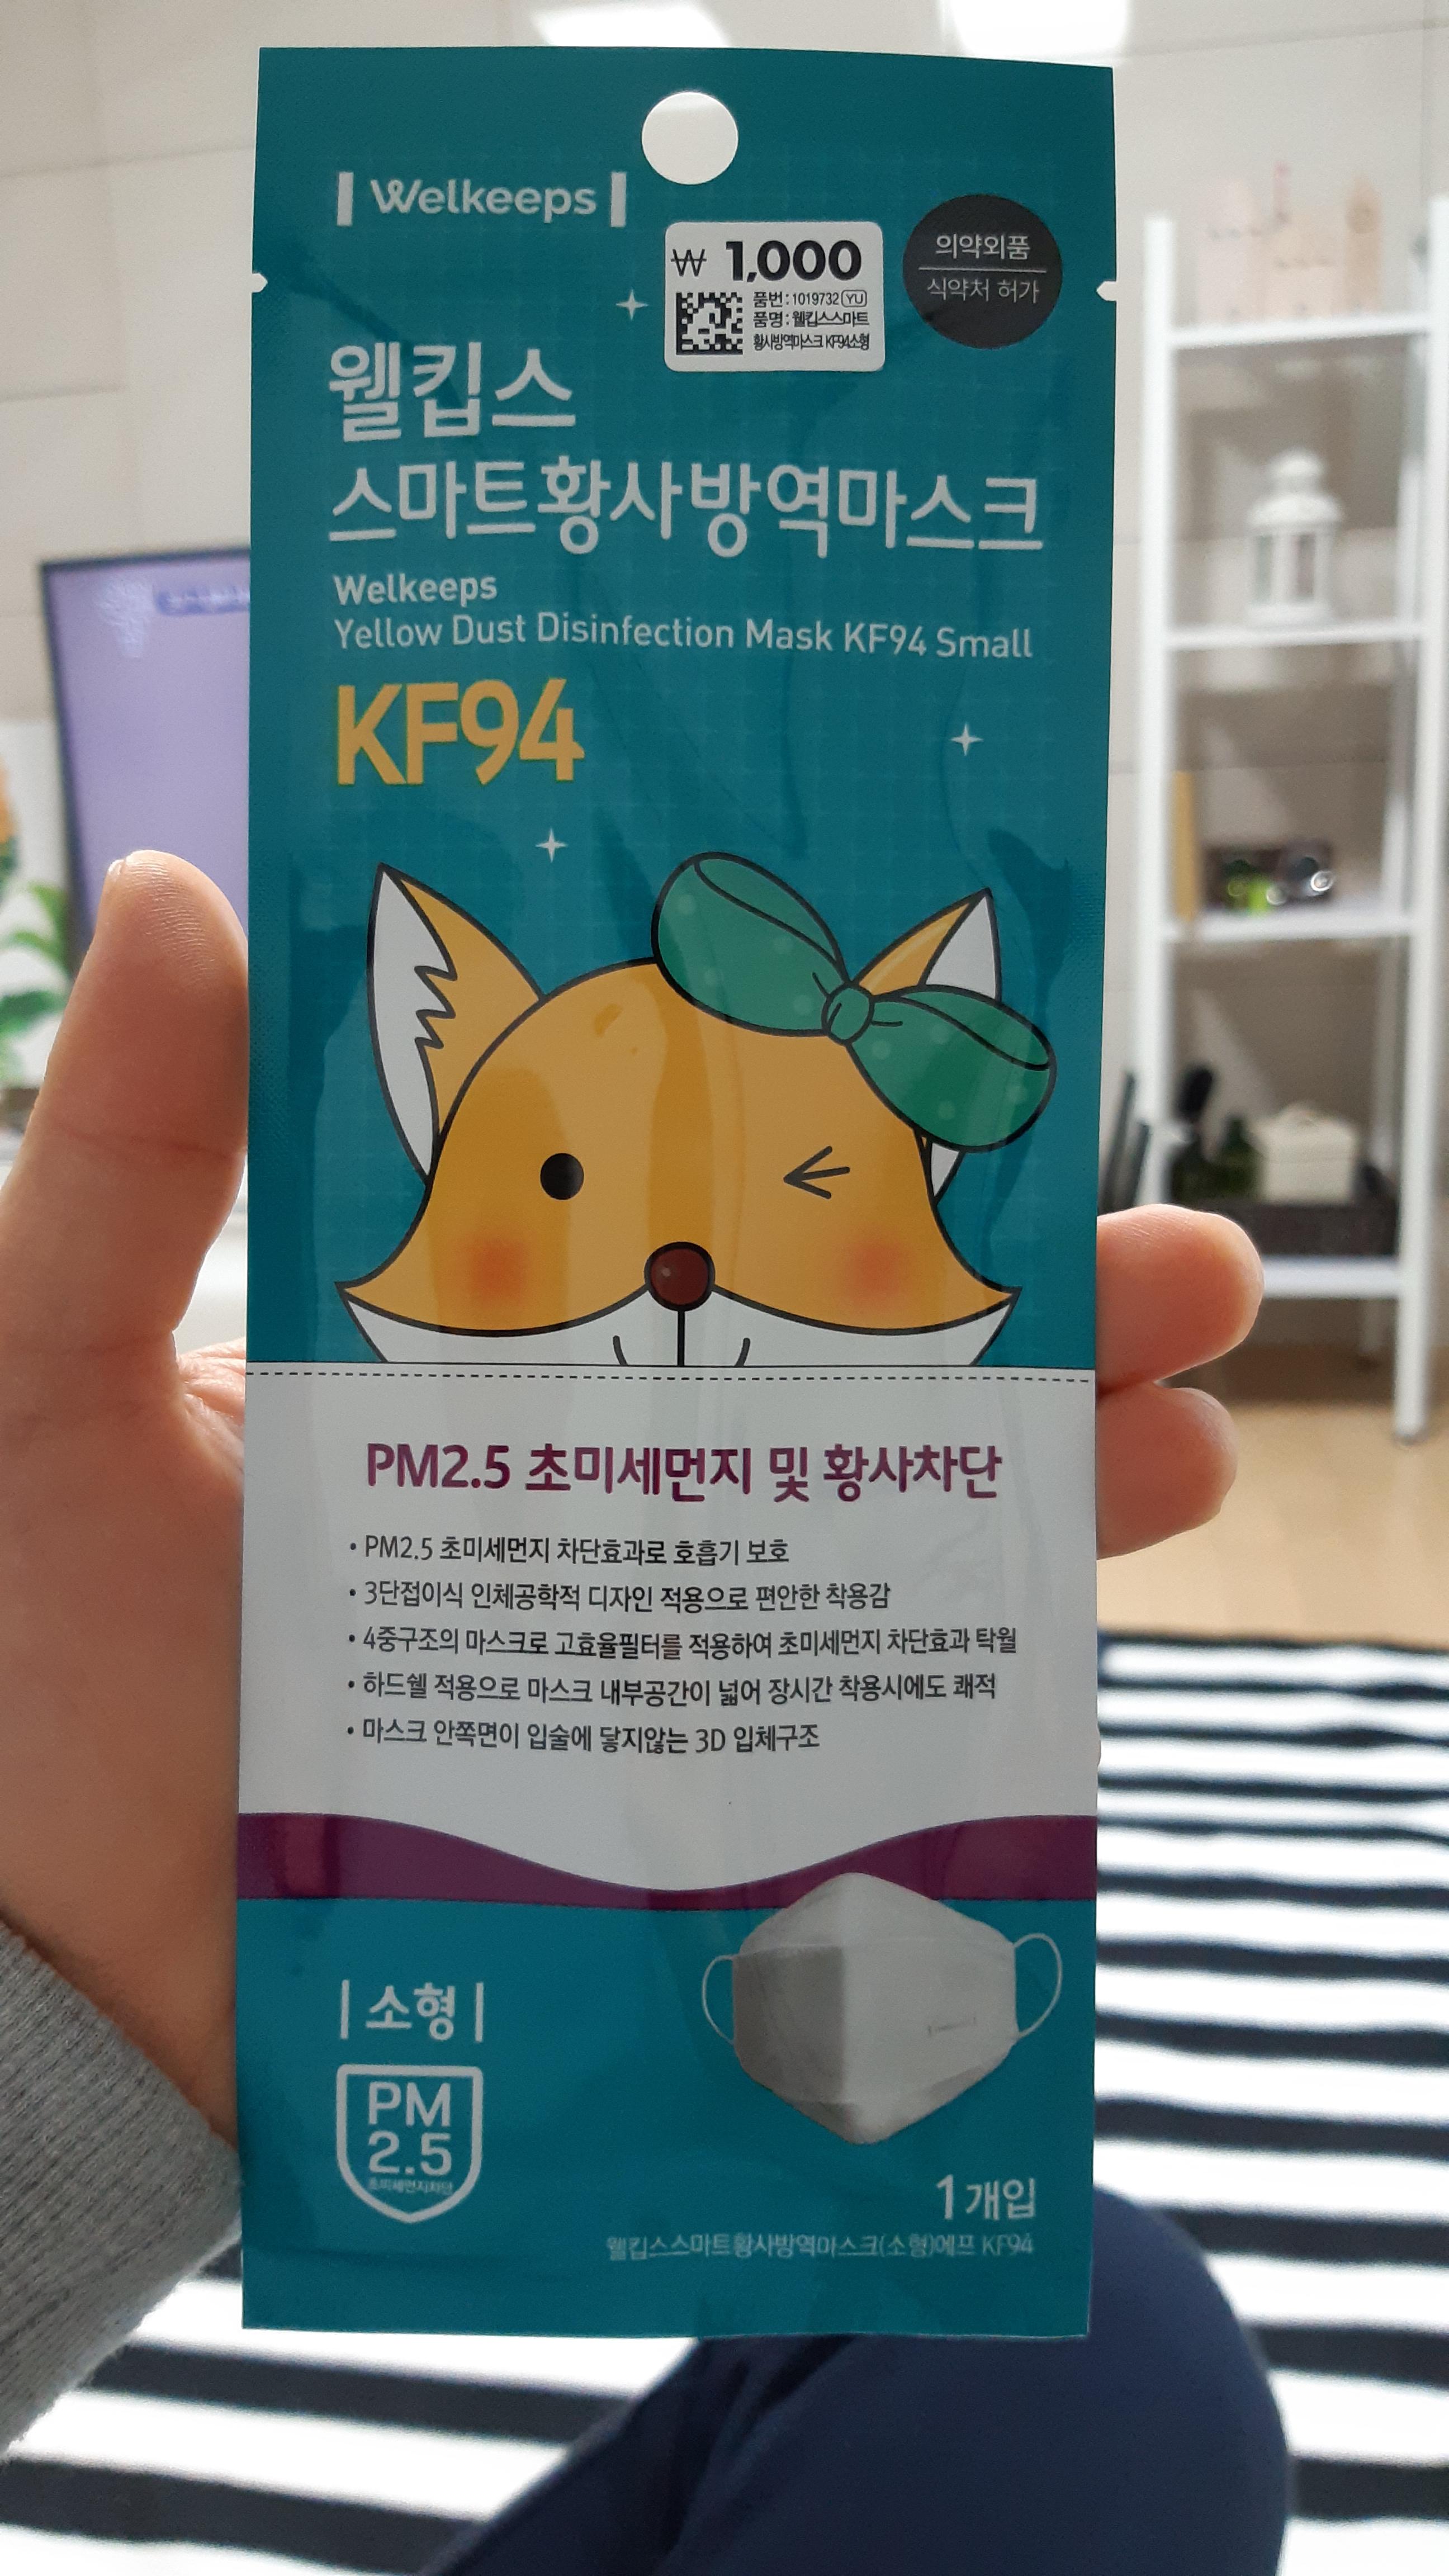 Welkeeps
₩ 1,000
품번: 1019732 YU
품명: 웰킵스스마트
황사방역마스크 KF94소형
의약외품
식약처 허가
웰킵스
스마트황사방역마스크
Welkeeps
Yellow Dust Disinfection Mask KF94 Small
KF94
PM2.5 초미세먼지 및 황사차단
• PM2.5 초미세먼지 차단효과로 호흡기 보호
• 3단접이식 인체공학적 디자인 적용으로 편안한 착용감
• 4중구조의 마스크로 고효율필터를 적용하여 초미세먼지 차단효과 탁월
• 하드쉘 적용으로 마스크 내부공간이 넓어 장시간 착용시에도 쾌적
• 마스크 안쪽면이 입술에 닿지않는 3D 입체구조
소형
PM
2.5
초미세먼지차단
1개입
웰킵스스마트황사방역마스크(소형)에프 KF94